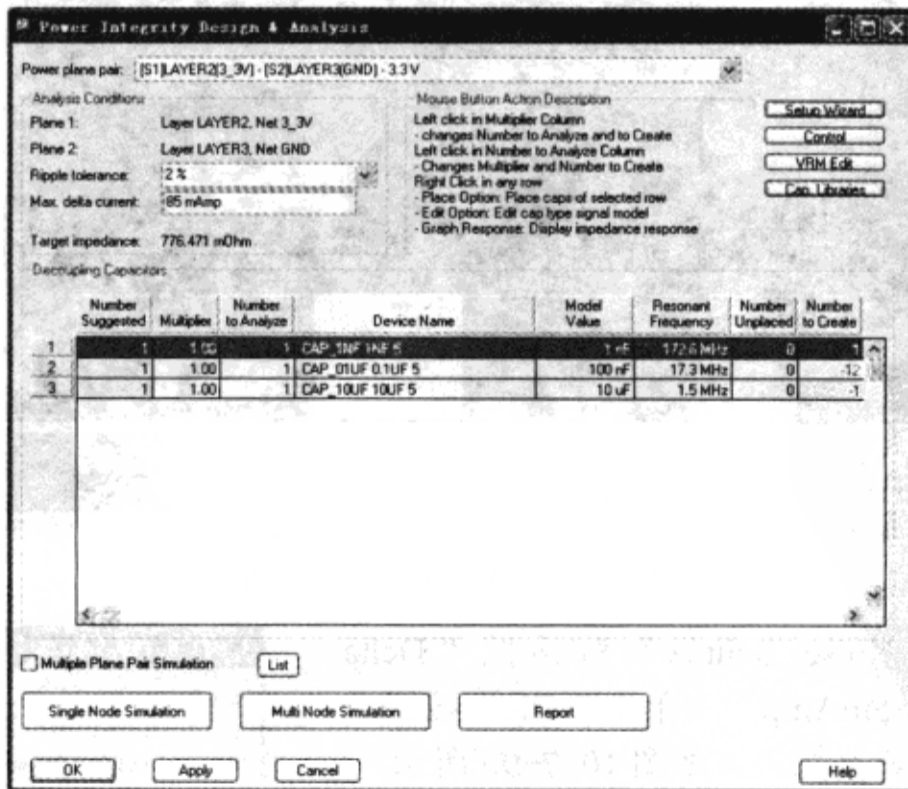 Power Integrity Design & Analysis
Power plane pair: [S1]LAYER2(3_3V) - [S2]LAYER3(GND) - 3.3 V
Analysis Conditions
Plane 1: Layer LAYER2, Net 3_3V
Plane 2: Layer LAYER3, Net GND
Ripple tolerance: 2 %
Max. delta current: 85 mAmp
Target impedance: 776.471 mOhm
Mouse Button Action Description
Left click in Multiplier Column
- changes Number to Analyze and to Create
Left click in Number to Analyze Column
- Changes Multiplier and Number to Create
Right Click in any row
- Place Option: Place caps of selected row
- Edit Option: Edit cap type signal model
- Graph Response: Display impedance response
Setup Wizard
Control
VRM Edit
Cap. Libraries
Decoupling Capacitors
Number Suggested Multiplier Number to Analyze Device Name Model Value Resonant Frequency Number Unplaced Number to Create
1 1 1.00 1 CAP_1NF 1NF 5 1 nF 172.6 MHz 0 1
2 1 1.00 1 CAP_01UF 0.1UF 5 100 nF 17.3 MHz 0 -12
3 1 1.00 1 CAP_10UF 10UF 5 10 uF 1.5 MHz 0 -1
Multiple Plane Pair Simulation List
Single Node Simulation Multi Node Simulation Report
OK Apply Cancel Help